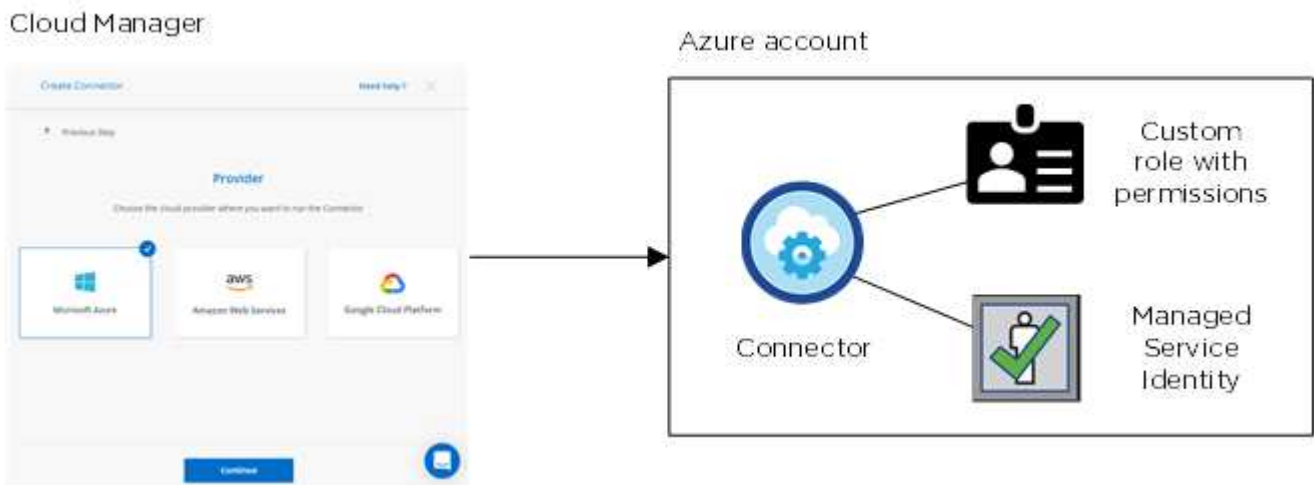 Cloud Manager
Azure account
Create Connector
Need help?
Previous Step
Provider
Choose the cloud provider where you want to run the Connector
Microsoft Azure
aws
Amazon Web Services
Google Cloud Platform
Continue
Connector
Custom
role with
permissions
Managed
Service
Identity